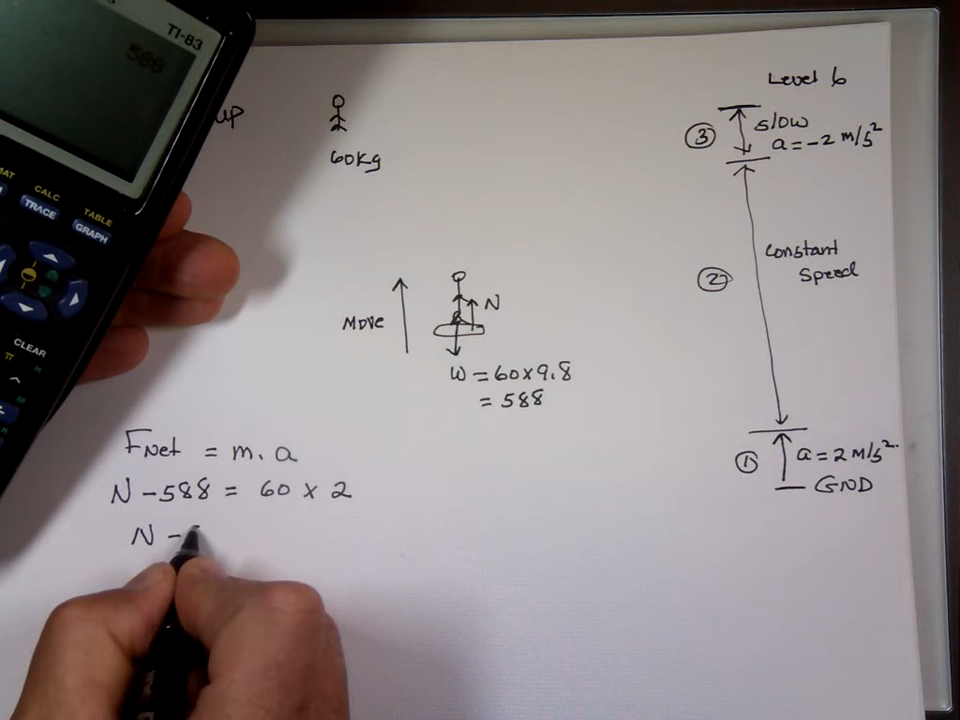 TI-83
588
CALC
TABLE
TRACE
GRAPH
CLEAR
UP
60kg
Level 6
③ slow
a = -2 m/s²
② Constant
Speed
① a = 2 m/s²
GND
Move
N
W = 60 x 9.8
= 588
FNet = m. a
N - 588 = 60 x 2
N -